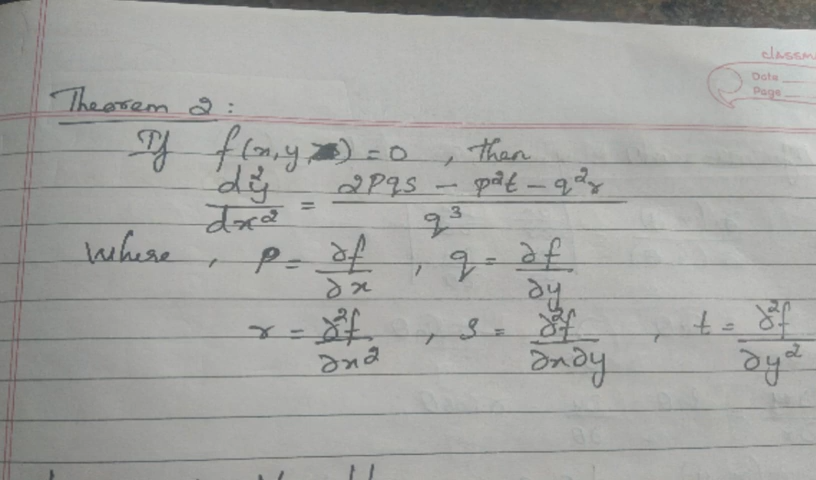 classm
Date
Page
Theorem 2:
If f(x,y) = 0, then
d²y/dx² = (2pqs - p²t - q²r)/q³
Where, p = ∂f/∂x, q = ∂f/∂y
r = ∂²f/∂x², s = ∂²f/∂x∂y, t = ∂²f/∂y²